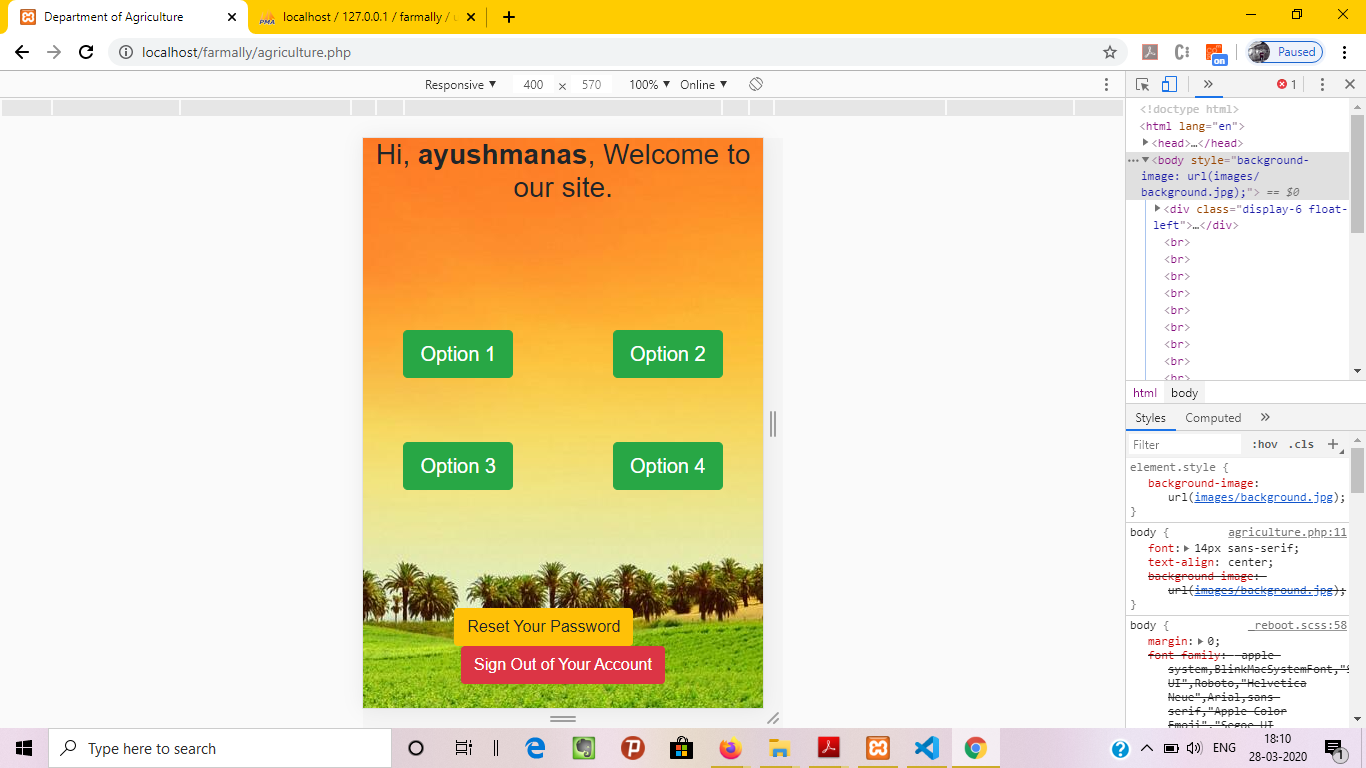 Department of Agriculture
localhost / 127.0.0.1 / farmally / u
localhost/farmally/agriculture.php
on
Paused
Responsive ▼ 400 × 570 100% ▼ Online ▼
1
Hi, ayushmanas, Welcome to
our site.
Option 1 Option 2
Option 3 Option 4
Reset Your Password
Sign Out of Your Account
<!doctype html>
<html lang="en">
<head>…</head>
<body style="background-
image: url(images/
background.jpg);"> == $0
<div class="display-6 float-
left">…</div>
<br>
<br>
<br>
<br>
<br>
<br>
<br>
<br>
<br>
html body
Styles Computed
Filter :hov .cls
element.style {
background-image:
url(images/background.jpg);
}
body { agriculture.php:11
font: 14px sans-serif;
text-align: center;
background-image:
url(images/background.jpg);
}
body { _reboot.scss:58
margin: 0;
font-family: -apple-
system,BlinkMacSystemFont,"S
UI",Roboto,"Helvetica
Neue",Arial,sans-
serif,"Apple Color
Emoji","Segoe UI
Type here to search
ENG
18:10
28-03-2020
1